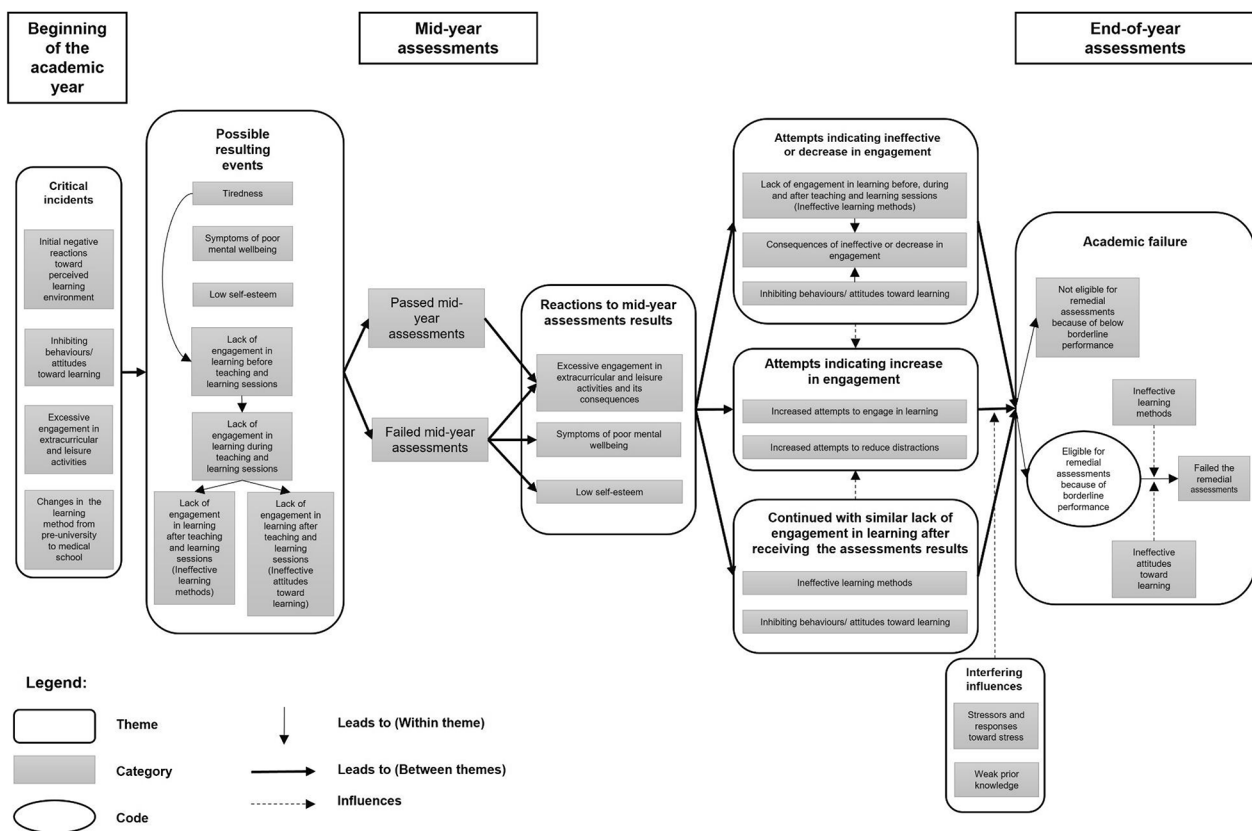 Beginning
of the
academic
year
Mid-year
assessments
End-of-year
assessments
Critical
incidents
Initial negative
reactions
toward
perceived
learning
environment
Inhibiting
behaviours/
attitudes
toward learning
Excessive
engagement in
extracurricular
and leisure
activities
Changes in the
learning
method from
pre-university
to medical
school
Possible
resulting
events
Tiredness
Symptoms of poor
mental wellbeing
Low self-esteem
Lack of
engagement in
learning before
teaching and
learning sessions
Lack of
engagement in
learning during
teaching and
learning sessions
Lack of
engagement
in learning
after teaching
and learning
sessions
(Ineffective
learning
methods)
Lack of
engagement in
learning after
teaching and
learning
sessions
(Ineffective
attitudes
toward
learning)
Passed mid-
year
assessments
Failed mid-year
assessments
Reactions to mid-year
assessments results
Excessive engagement in
extracurricular and leisure
activities and its
consequences
Symptoms of poor mental
wellbeing
Low self-esteem
Attempts indicating ineffective
or decrease in engagement
Lack of engagement in learning before, during
and after teaching and learning sessions
(Ineffective learning methods)
Consequences of ineffective or decrease in
engagement
Inhibiting behaviours/ attitudes toward learning
Attempts indicating increase
in engagement
Increased attempts to engage in learning
Increased attempts to reduce distractions
Continued with similar lack of
engagement in learning after
receiving the assessments results
Ineffective learning methods
Inhibiting behaviours/ attitudes toward learning
Interfering
influences
Stressors and
responses
toward stress
Weak prior
knowledge
Academic failure
Not eligible for
remedial
assessments
because of below
borderline
performance
Ineffective
learning
methods
Eligible for
remedial
assessments
because of
borderline
performance
Failed the
remedial
assessments
Ineffective
attitudes
toward
learning
Legend:
Theme
Category
Code
Leads to (Within theme)
Leads to (Between themes)
Influences